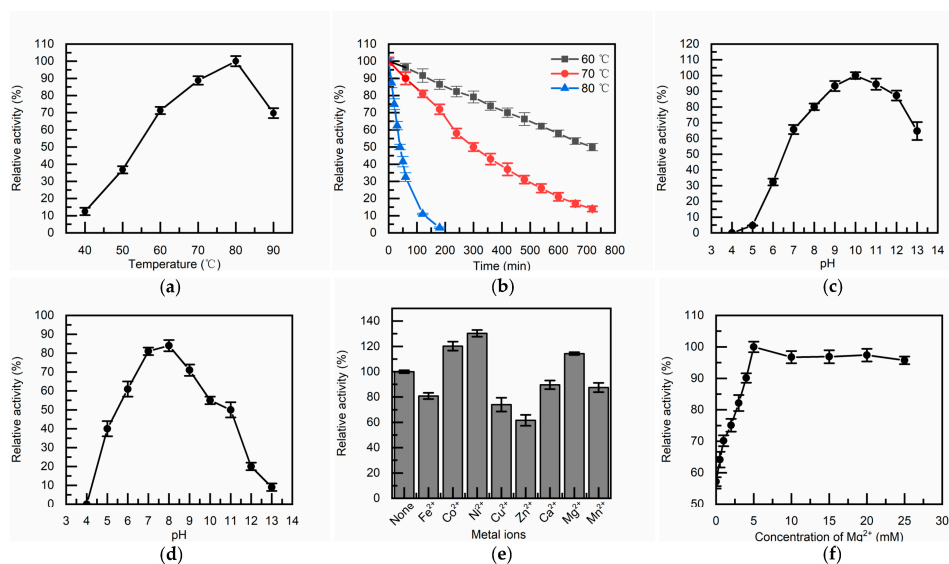 110
100
90
80
70
60
50
40
30
20
10
0
Relative activity (%)
40 50 60 70 80 90
Temperature (℃)
(a)
110
100
90
80
70
60
50
40
30
20
10
0
Relative activity (%)
60 ℃
70 ℃
80 ℃
0 100 200 300 400 500 600 700 800
Time (min)
(b)
120
110
100
90
80
70
60
50
40
30
20
10
0
Relative activity (%)
3 4 5 6 7 8 9 10 11 12 13 14
pH
(c)
100
90
80
70
60
50
40
30
20
10
0
Relative activity (%)
3 4 5 6 7 8 9 10 11 12 13 14
pH
(d)
140
120
100
80
60
40
20
0
Relative activity (%)
None Fe²⁺ Co²⁺ Ni²⁺ Cu²⁺ Zn²⁺ Ca²⁺ Mg²⁺ Mn²⁺
Metal ions
(e)
110
100
90
80
70
60
50
Relative activity (%)
0 5 10 15 20 25 30
Concentration of Mg²⁺ (mM)
(f)